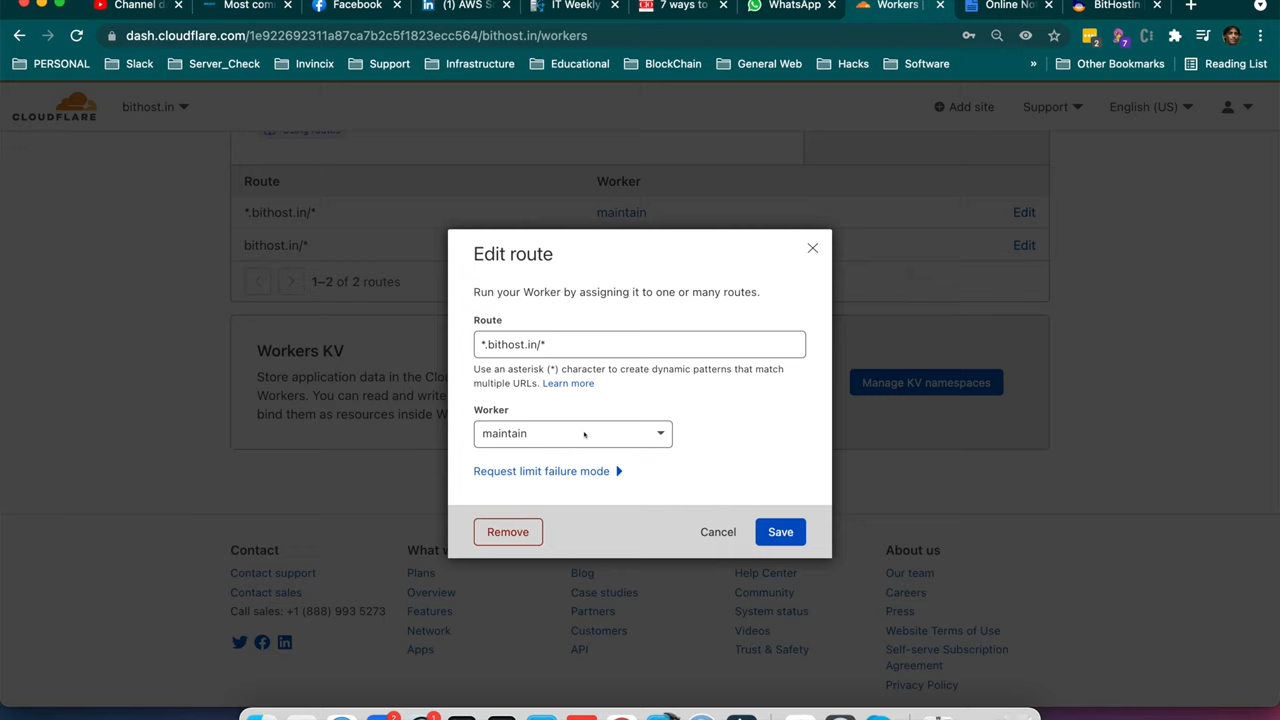 Channel d
Most com
Facebook
(1) AWS S
IT Weekly
7 ways to
WhatsApp
Workers
Online No
BitHostIn
dash.cloudflare.com/1e922692311a87ca7b2c5f1823ecc564/bithost.in/workers
2
7
PERSONAL
Slack
Server_Check
Invincix
Support
Infrastructure
Educational
BlockChain
General Web
Hacks
Software
»
Other Bookmarks
Reading List
CLOUDFLARE
bithost.in
Add site
Support
English (US)
Route
Worker
*.bithost.in/*
maintain
Edit
bithost.in/*
Edit
1–2 of 2 routes
Edit route
Run your Worker by assigning it to one or many routes.
Route
*.bithost.in/*
Use an asterisk (*) character to create dynamic patterns that match
multiple URLs. Learn more
Worker
maintain
Request limit failure mode
Remove
Cancel
Save
Workers KV
Store application data in the Clo
Workers. You can read and write
bind them as resources inside W
Manage KV namespaces
Contact
Contact support
Contact sales
Call sales: +1 (888) 993 5273
What w
Plans
Overview
Features
Network
Apps
Blog
Case studies
Partners
Customers
API
Help Center
Community
System status
Videos
Trust & Safety
About us
Our team
Careers
Press
Website Terms of Use
Self-serve Subscription
Agreement
Privacy Policy
2
1